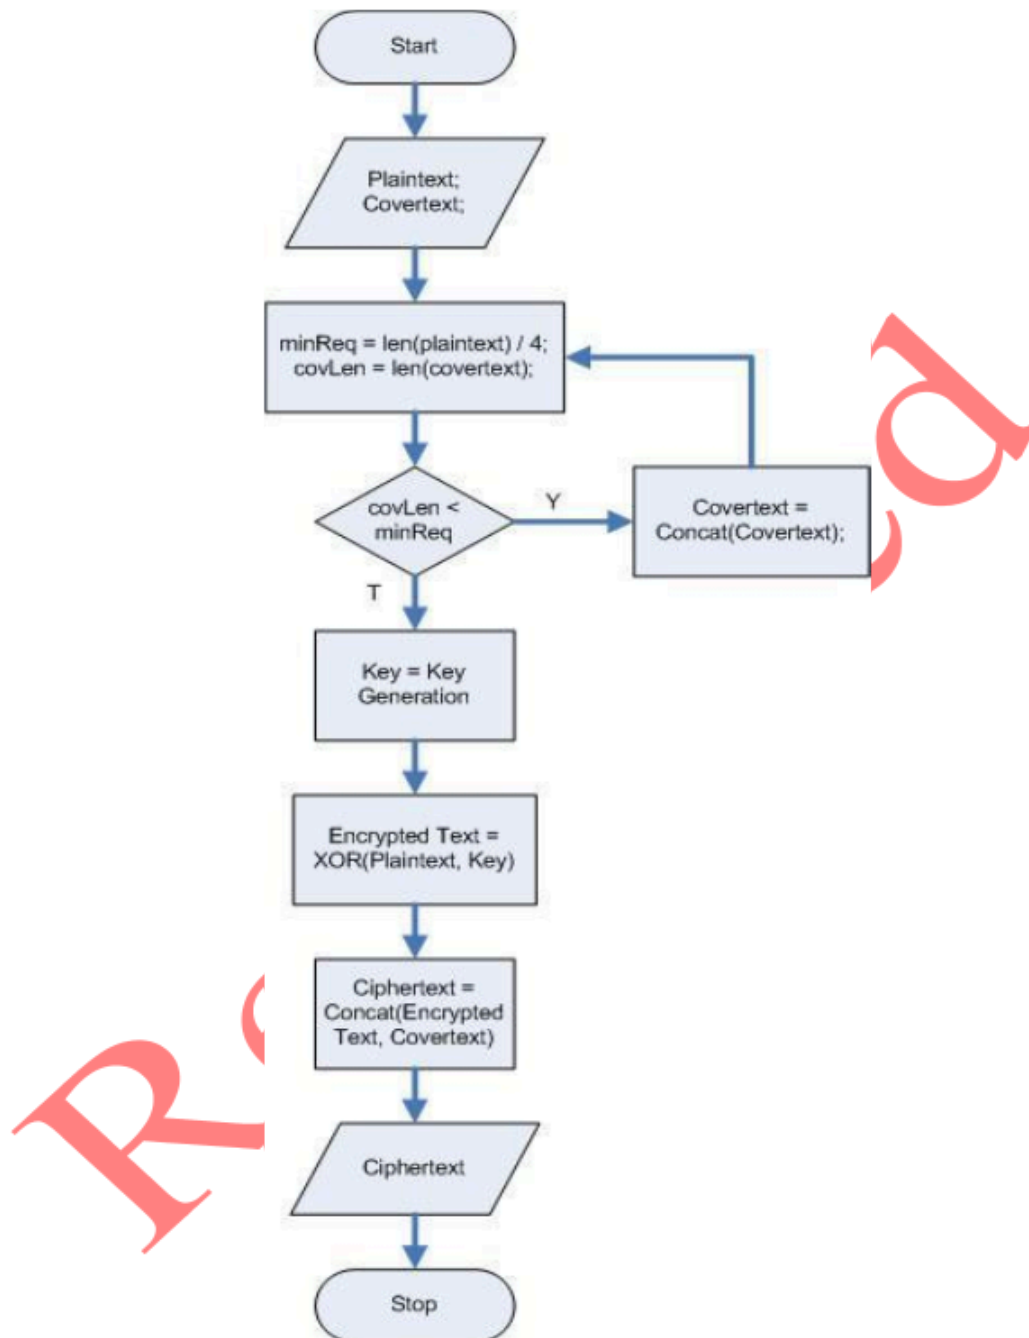 Start
Plaintext;
Covertext;
minReq = len(plaintext) / 4;
covLen = len(covertext);
covLen <
minReq
Y
Covertext =
Concat(Covertext);
T
Key = Key
Generation
Encrypted Text =
XOR(Plaintext, Key)
Ciphertext =
Concat(Encrypted
Text, Covertext)
Ciphertext
Stop